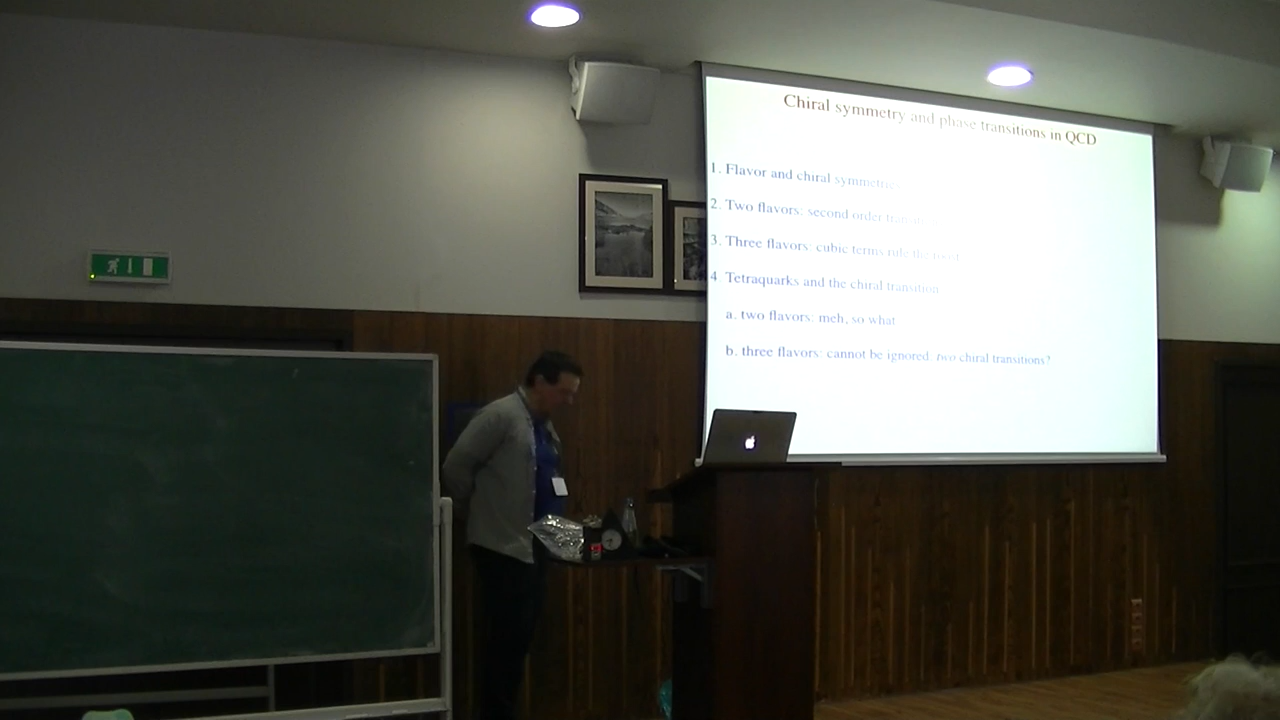 Chiral symmetry and phase transitions in QCD
1. Flavor and chiral symmetries
2. Two flavors: second order
3. Three flavors: cubic terms rule the roost
4. Tetraquarks and the chiral transition
a. two flavors: meh, so what
b. three flavors: cannot be ignored: two chiral transitions?